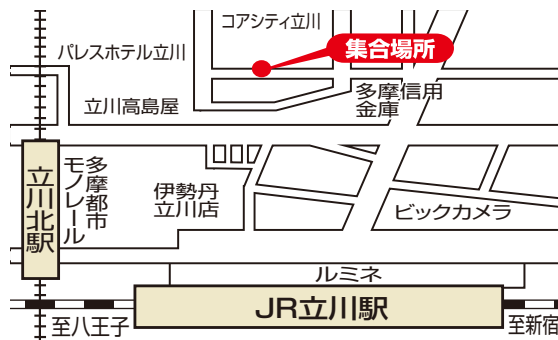 コアシティ立川
集合場所
パレスホテル立川
立川高島屋
多摩信用
金庫
立川北駅
多摩都市
モノレール
伊勢丹
立川店
ビックカメラ
ルミネ
JR立川駅
至八王子
至新宿